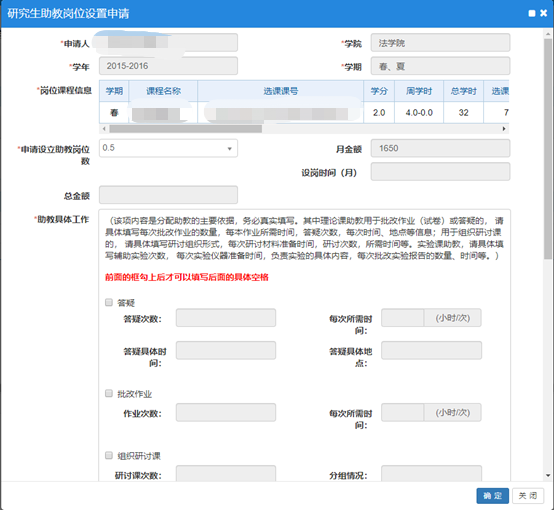 研究生助教岗位设置申请
*申请人 *学院 法学院
*学年 2015-2016 *学期 春、夏
*岗位课程信息 学期 课程名称 选课课号 学分 周学时 总学时 选课
春 2.0 4.0-0.0 32 7
*申请设立助教岗位数 0.5 月金额 1650
设岗时间（月）
总金额
*助教具体工作 （该项内容是分配助教的主要依据，务必真实填写。其中理论课助教用于批改作业（试卷）或答疑的， 请
具体填写每次批改作业的数量，每本作业所需时间，答疑次数，每次时间、地点等信息；用于组织研讨课
的， 请具体填写研讨组织形式，每次研讨材料准备时间，研讨次数，所需时间等。实验课助教，请具体填
写辅助实验次数， 每次实验仪器准备时间，负责实验的具体内容，每次批改实验报告的数量、时间等。）
前面的框勾上后才可以填写后面的具体空格
答疑
答疑次数： 每次所需时间： (小时/次)
答疑具体时间： 答疑具体地点：
批改作业
作业次数： 每次所需时间： (小时/次)
组织研讨课
研讨课次数： 分组情况：
确 定 关 闭